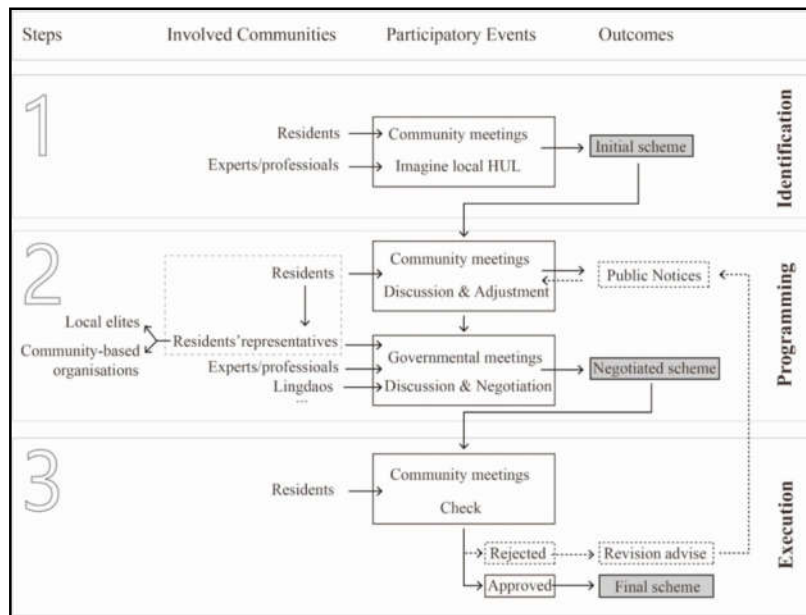 Steps Involved Communities Participatory Events Outcomes
1
Residents
Community meetings
Experts/professioals
Imagine local HUL
Initial scheme
Identification
2
Residents
Community meetings
Discussion & Adjustment
Public Notices
Local elites
Community-based
organisations
Residents'representatives
Experts/professioals
Lingdaos
...
Governmental meetings
Discussion & Negotiation
Negotiated scheme
Programming
3
Residents
Community meetings
Check
Rejected
Revision advise
Approved
Final scheme
Execution